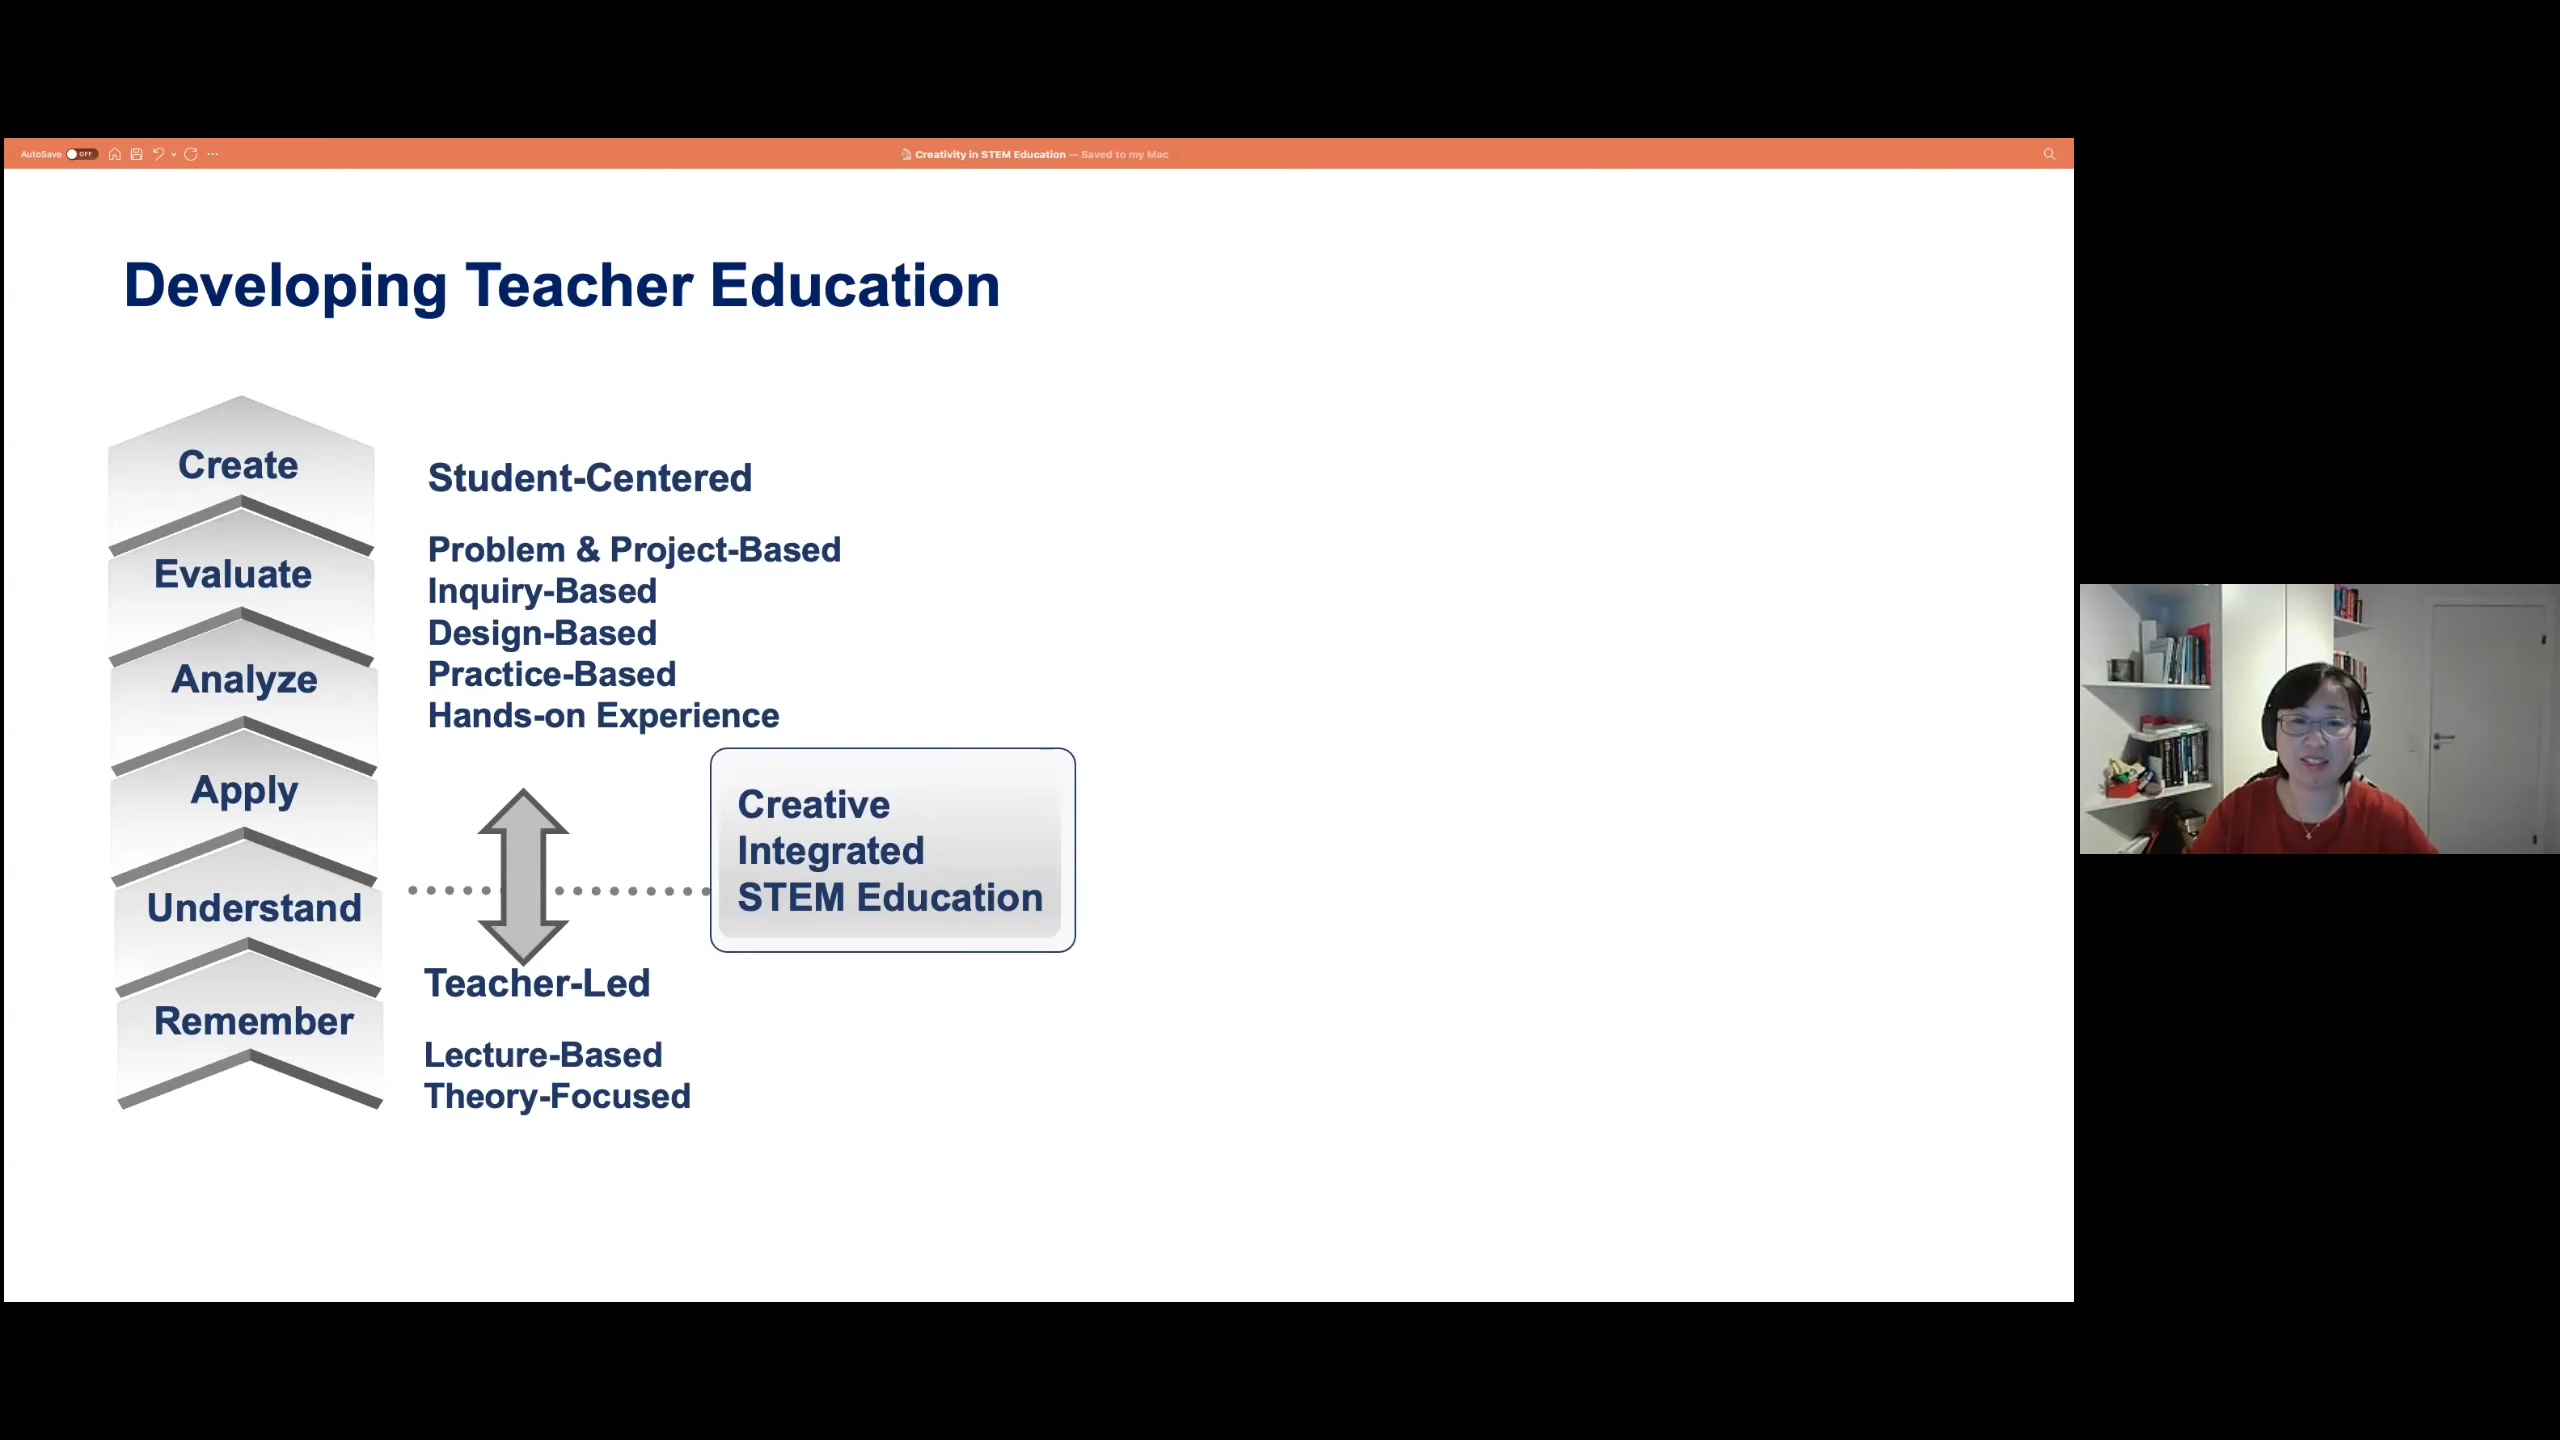 AutoSave OFF
Creativity in STEM Education — Saved to my Mac
Developing Teacher Education
Create
Evaluate
Analyze
Apply
Understand
Remember
Student-Centered
Problem & Project-Based
Inquiry-Based
Design-Based
Practice-Based
Hands-on Experience
Creative
Integrated
STEM Education
Teacher-Led
Lecture-Based
Theory-Focused